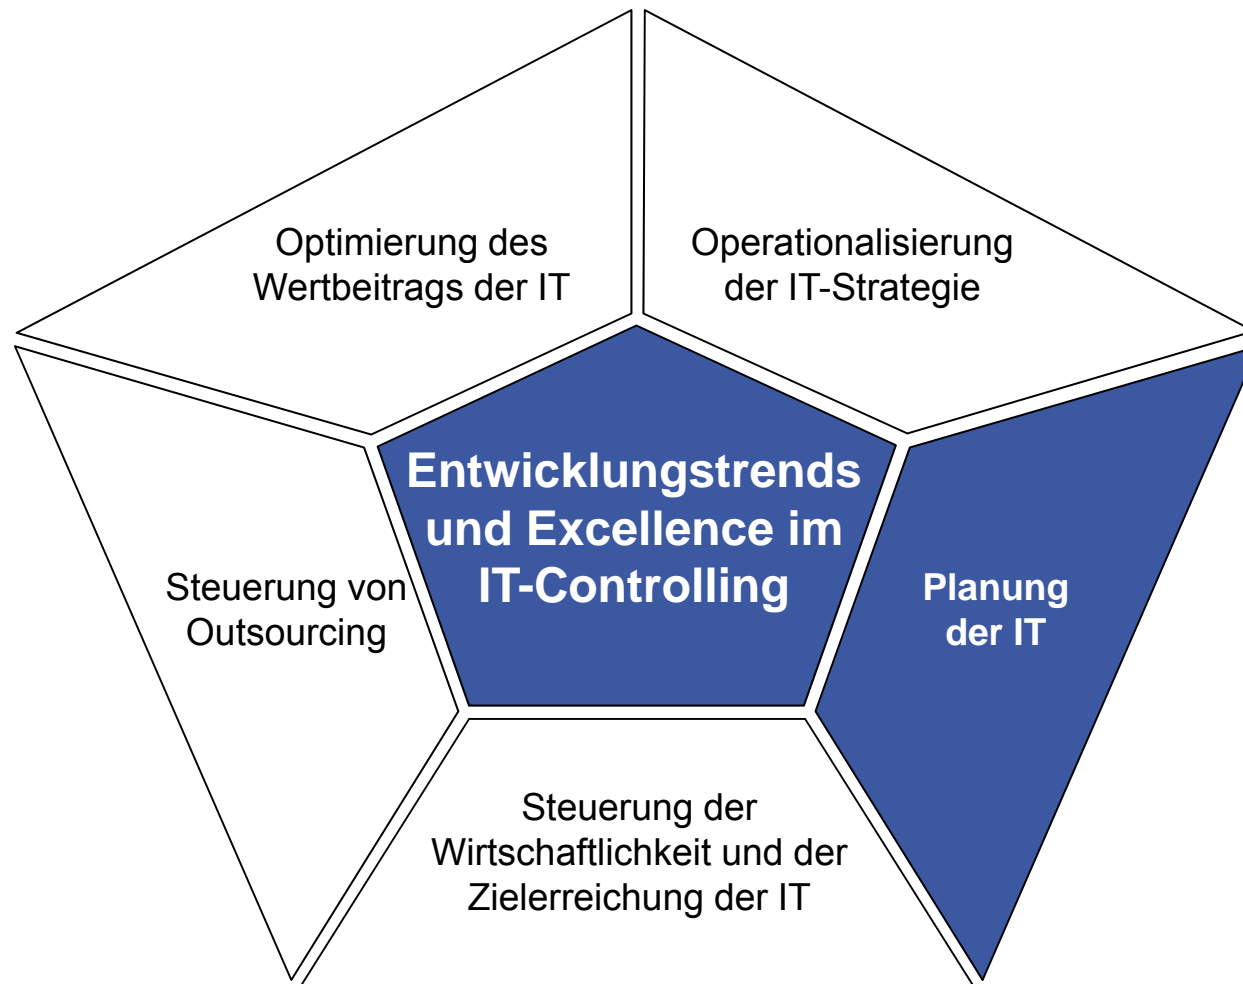 Optimierung des
Wertbeitrags der IT
Operationalisierung
der IT-Strategie
Entwicklungstrends
und Excellence im
IT-Controlling
Steuerung von
Outsourcing
Planung
der IT
Steuerung der
Wirtschaftlichkeit und der
Zielerreichung der IT